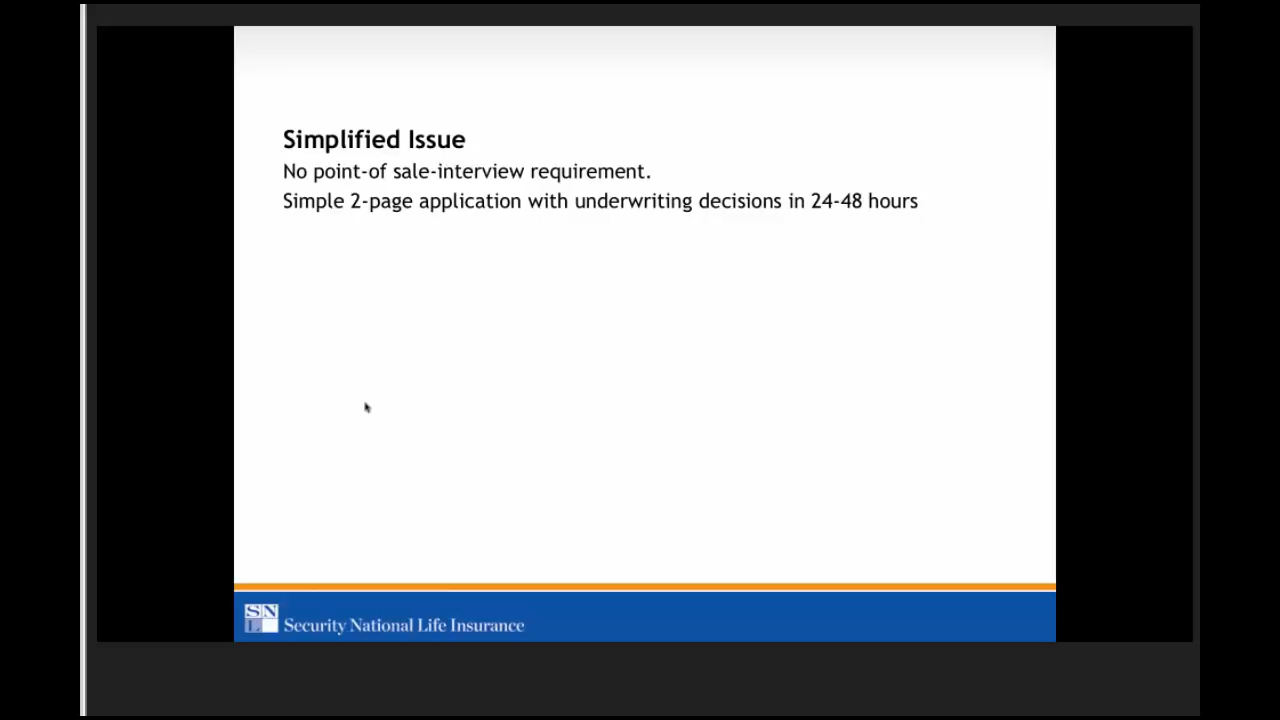 Simplified Issue
No point-of sale-interview requirement.
Simple 2-page application with underwriting decisions in 24-48 hours
SN
L
Security National Life Insurance